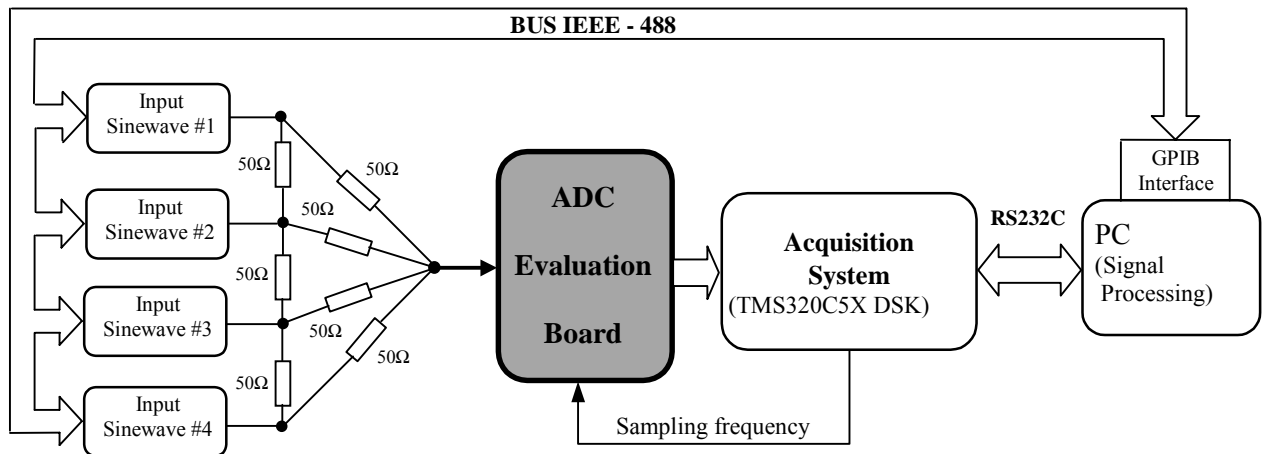 BUS IEEE - 488
Input
Sinewave #1
50Ω
50Ω
Input
Sinewave #2
50Ω
50Ω
Input
Sinewave #3
50Ω
50Ω
50Ω
Input
Sinewave #4
ADC
Evaluation
Board
Acquisition
System
(TMS320C5X DSK)
Sampling frequency
RS232C
GPIB
Interface
PC
(Signal
Processing)